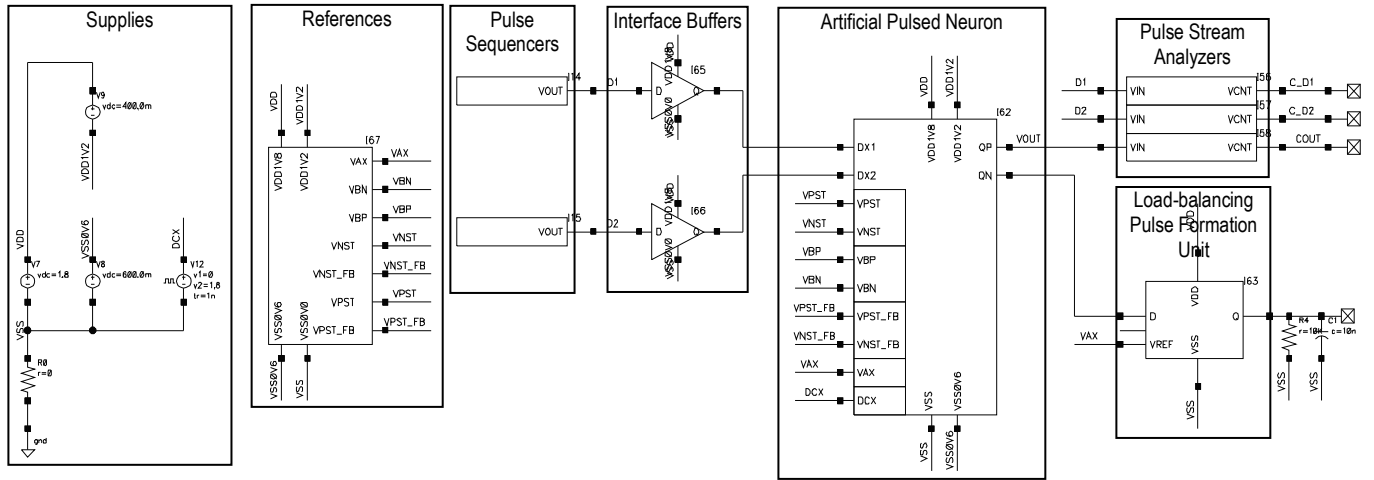 Supplies
V9
vdc=400.0m
VDD1V2
VDD
VSS0V6
DCX
V7
vdc=1.8
V8
vdc=600.0m
V12
v1=0
v2=1.8
tr=1n
VSS
R0
r=0
gnd
References
VDD
VDD1V2
I67
VDD1V8
VDD1V2
VAX
VAX
VBN
VBN
VBP
VBP
VNST
VNST
VNST_FB
VNST_FB
VPST
VPST
VPST_FB
VPST_FB
VSS0V6
VSS0V0
VSS0V6
VSS
Pulse
Sequencers
I14
VOUT
I15
VOUT
Interface Buffers
D1
VDD
VDD1V8
I65
D
Q
VSS0V0
D2
VDD1V8
I66
D
Q
VSS0V0
Artificial Pulsed Neuron
VDD
VDD1V2
I62
VDD1V8
VDD1V2
DX1
QP
VOUT
DX2
QN
VPST
VPST
VNST
VNST
VBP
VBP
VBN
VBN
VPST_FB
VPST_FB
VNST_FB
VNST_FB
VAX
VAX
DCX
DCX
VSS
VSS0V6
VSS
VSS0V6
Pulse Stream
Analyzers
I56
D1
VIN
VCNT
C_D1
I57
D2
VIN
VCNT
C_D2
I58
VIN
VCNT
COUT
Load-balancing
Pulse Formation
Unit
VDD
I63
VDD
D
Q
VAX
VREF
VSS
VSS
R4
r=10K
C1
c=10n
VSS
VSS